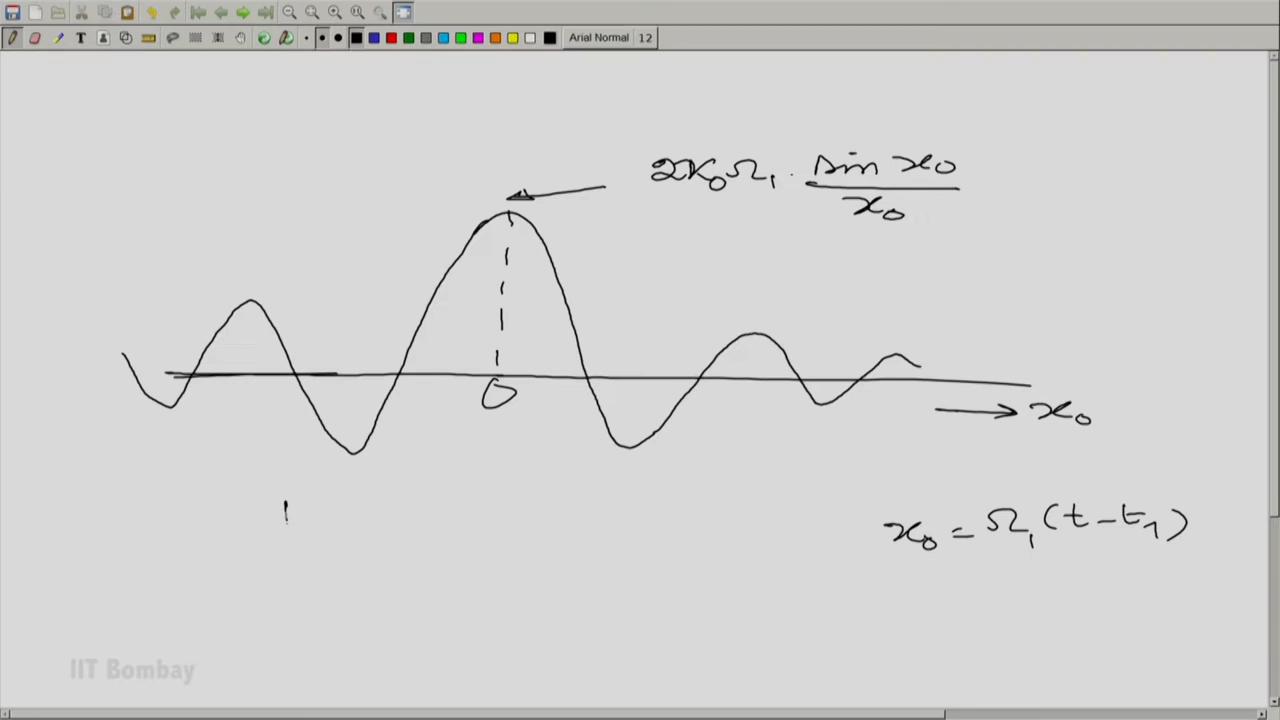 Arial Normal 12
2K₀Ω₁ · sin x₀ / x₀
0
→ x₀
x₀ = Ω₁ (t - t₁)
IIT Bombay